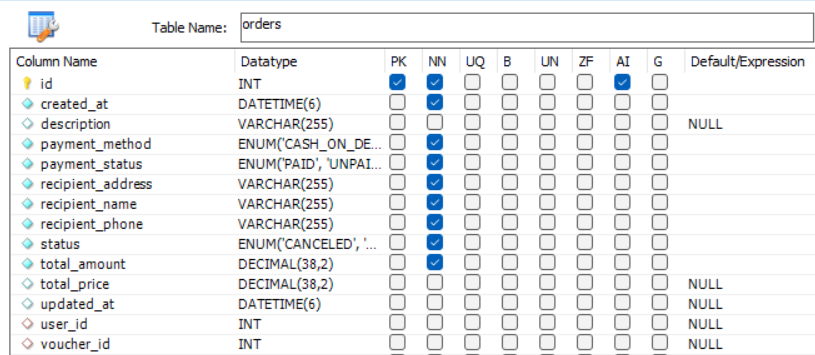 Table Name: orders
Column Name Datatype PK NN UQ B UN ZF AI G Default/Expression
id INT
created_at DATETIME(6)
description VARCHAR(255) NULL
payment_method ENUM('CASH_ON_DE...
payment_status ENUM('PAID', 'UNPAI...
recipient_address VARCHAR(255)
recipient_name VARCHAR(255)
recipient_phone VARCHAR(255)
status ENUM('CANCELED', '...
total_amount DECIMAL(38,2)
total_price DECIMAL(38,2) NULL
updated_at DATETIME(6) NULL
user_id INT NULL
voucher_id INT NULL